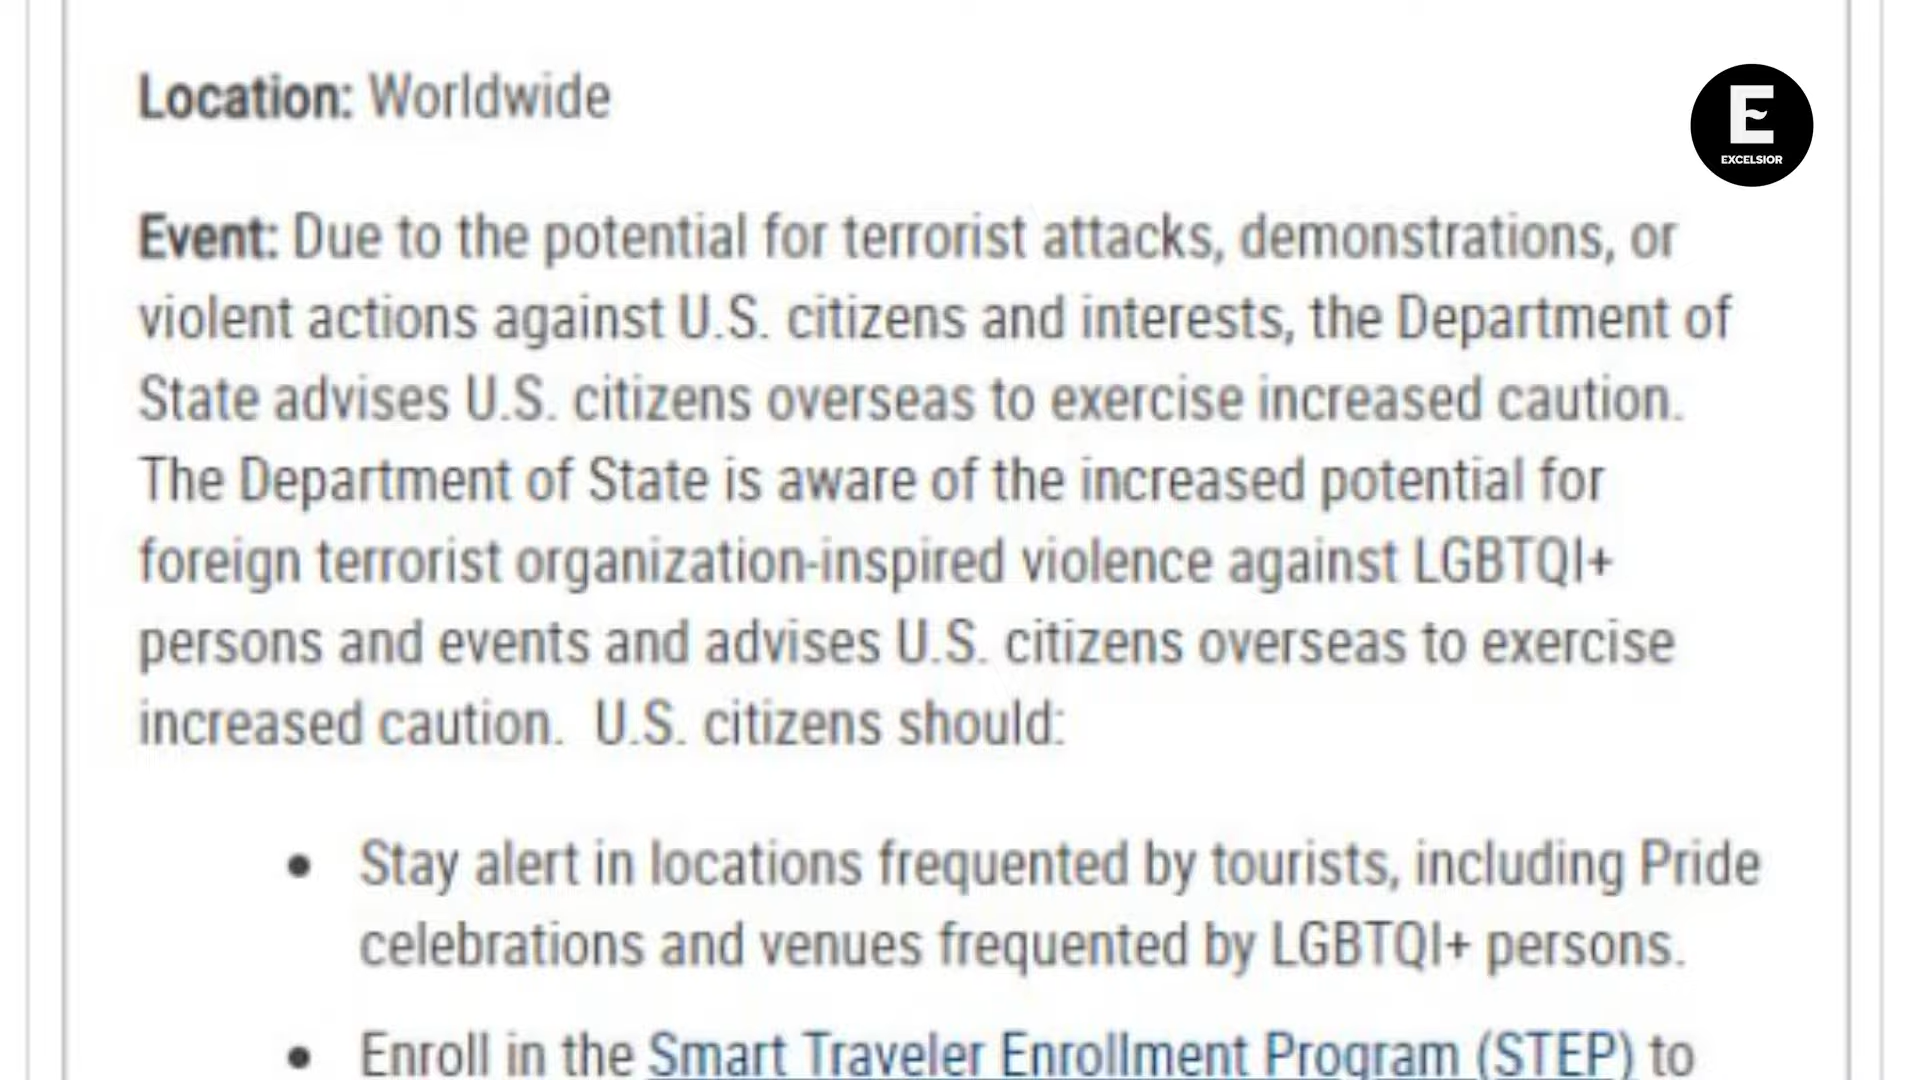 Location: Worldwide
E
EXCELSIOR
Event: Due to the potential for terrorist attacks, demonstrations, or
violent actions against U.S. citizens and interests, the Department of
State advises U.S. citizens overseas to exercise increased caution.
The Department of State is aware of the increased potential for
foreign terrorist organization-inspired violence against LGBTQI+
persons and events and advises U.S. citizens overseas to exercise
increased caution.  U.S. citizens should:
• Stay alert in locations frequented by tourists, including Pride
celebrations and venues frequented by LGBTQI+ persons.
• Enroll in the Smart Traveler Enrollment Program (STEP) to